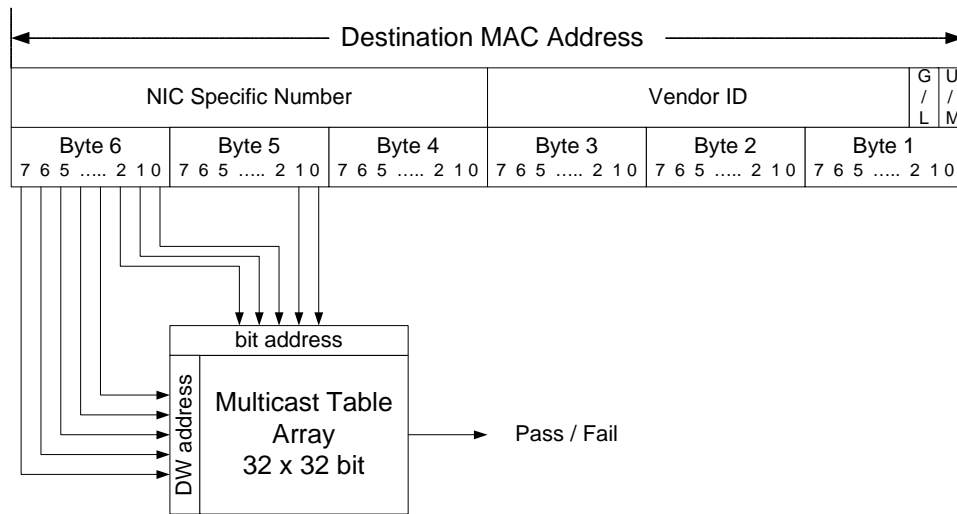 Destination MAC Address
NIC Specific Number
Vendor ID
G / L
U / M
Byte 6
Byte 5
Byte 4
Byte 3
Byte 2
Byte 1
7 6 5 ..... 2 1 0
7 6 5 ..... 2 1 0
7 6 5 ..... 2 1 0
7 6 5 ..... 2 1 0
7 6 5 ..... 2 1 0
7 6 5 ..... 2 1 0
bit address
DW address
Multicast Table
Array
32 x 32 bit
Pass / Fail